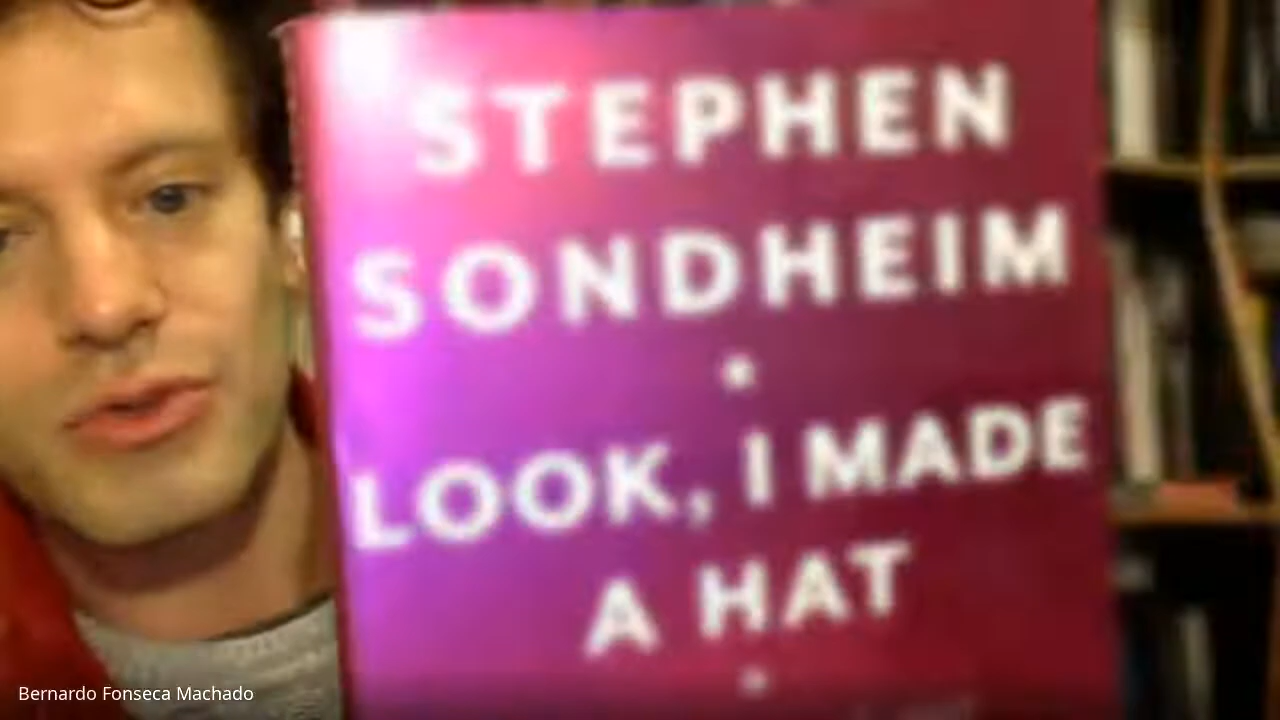 STEPHEN
SONDHEIM
LOOK, I MADE
A HAT
Bernardo Fonseca Machado